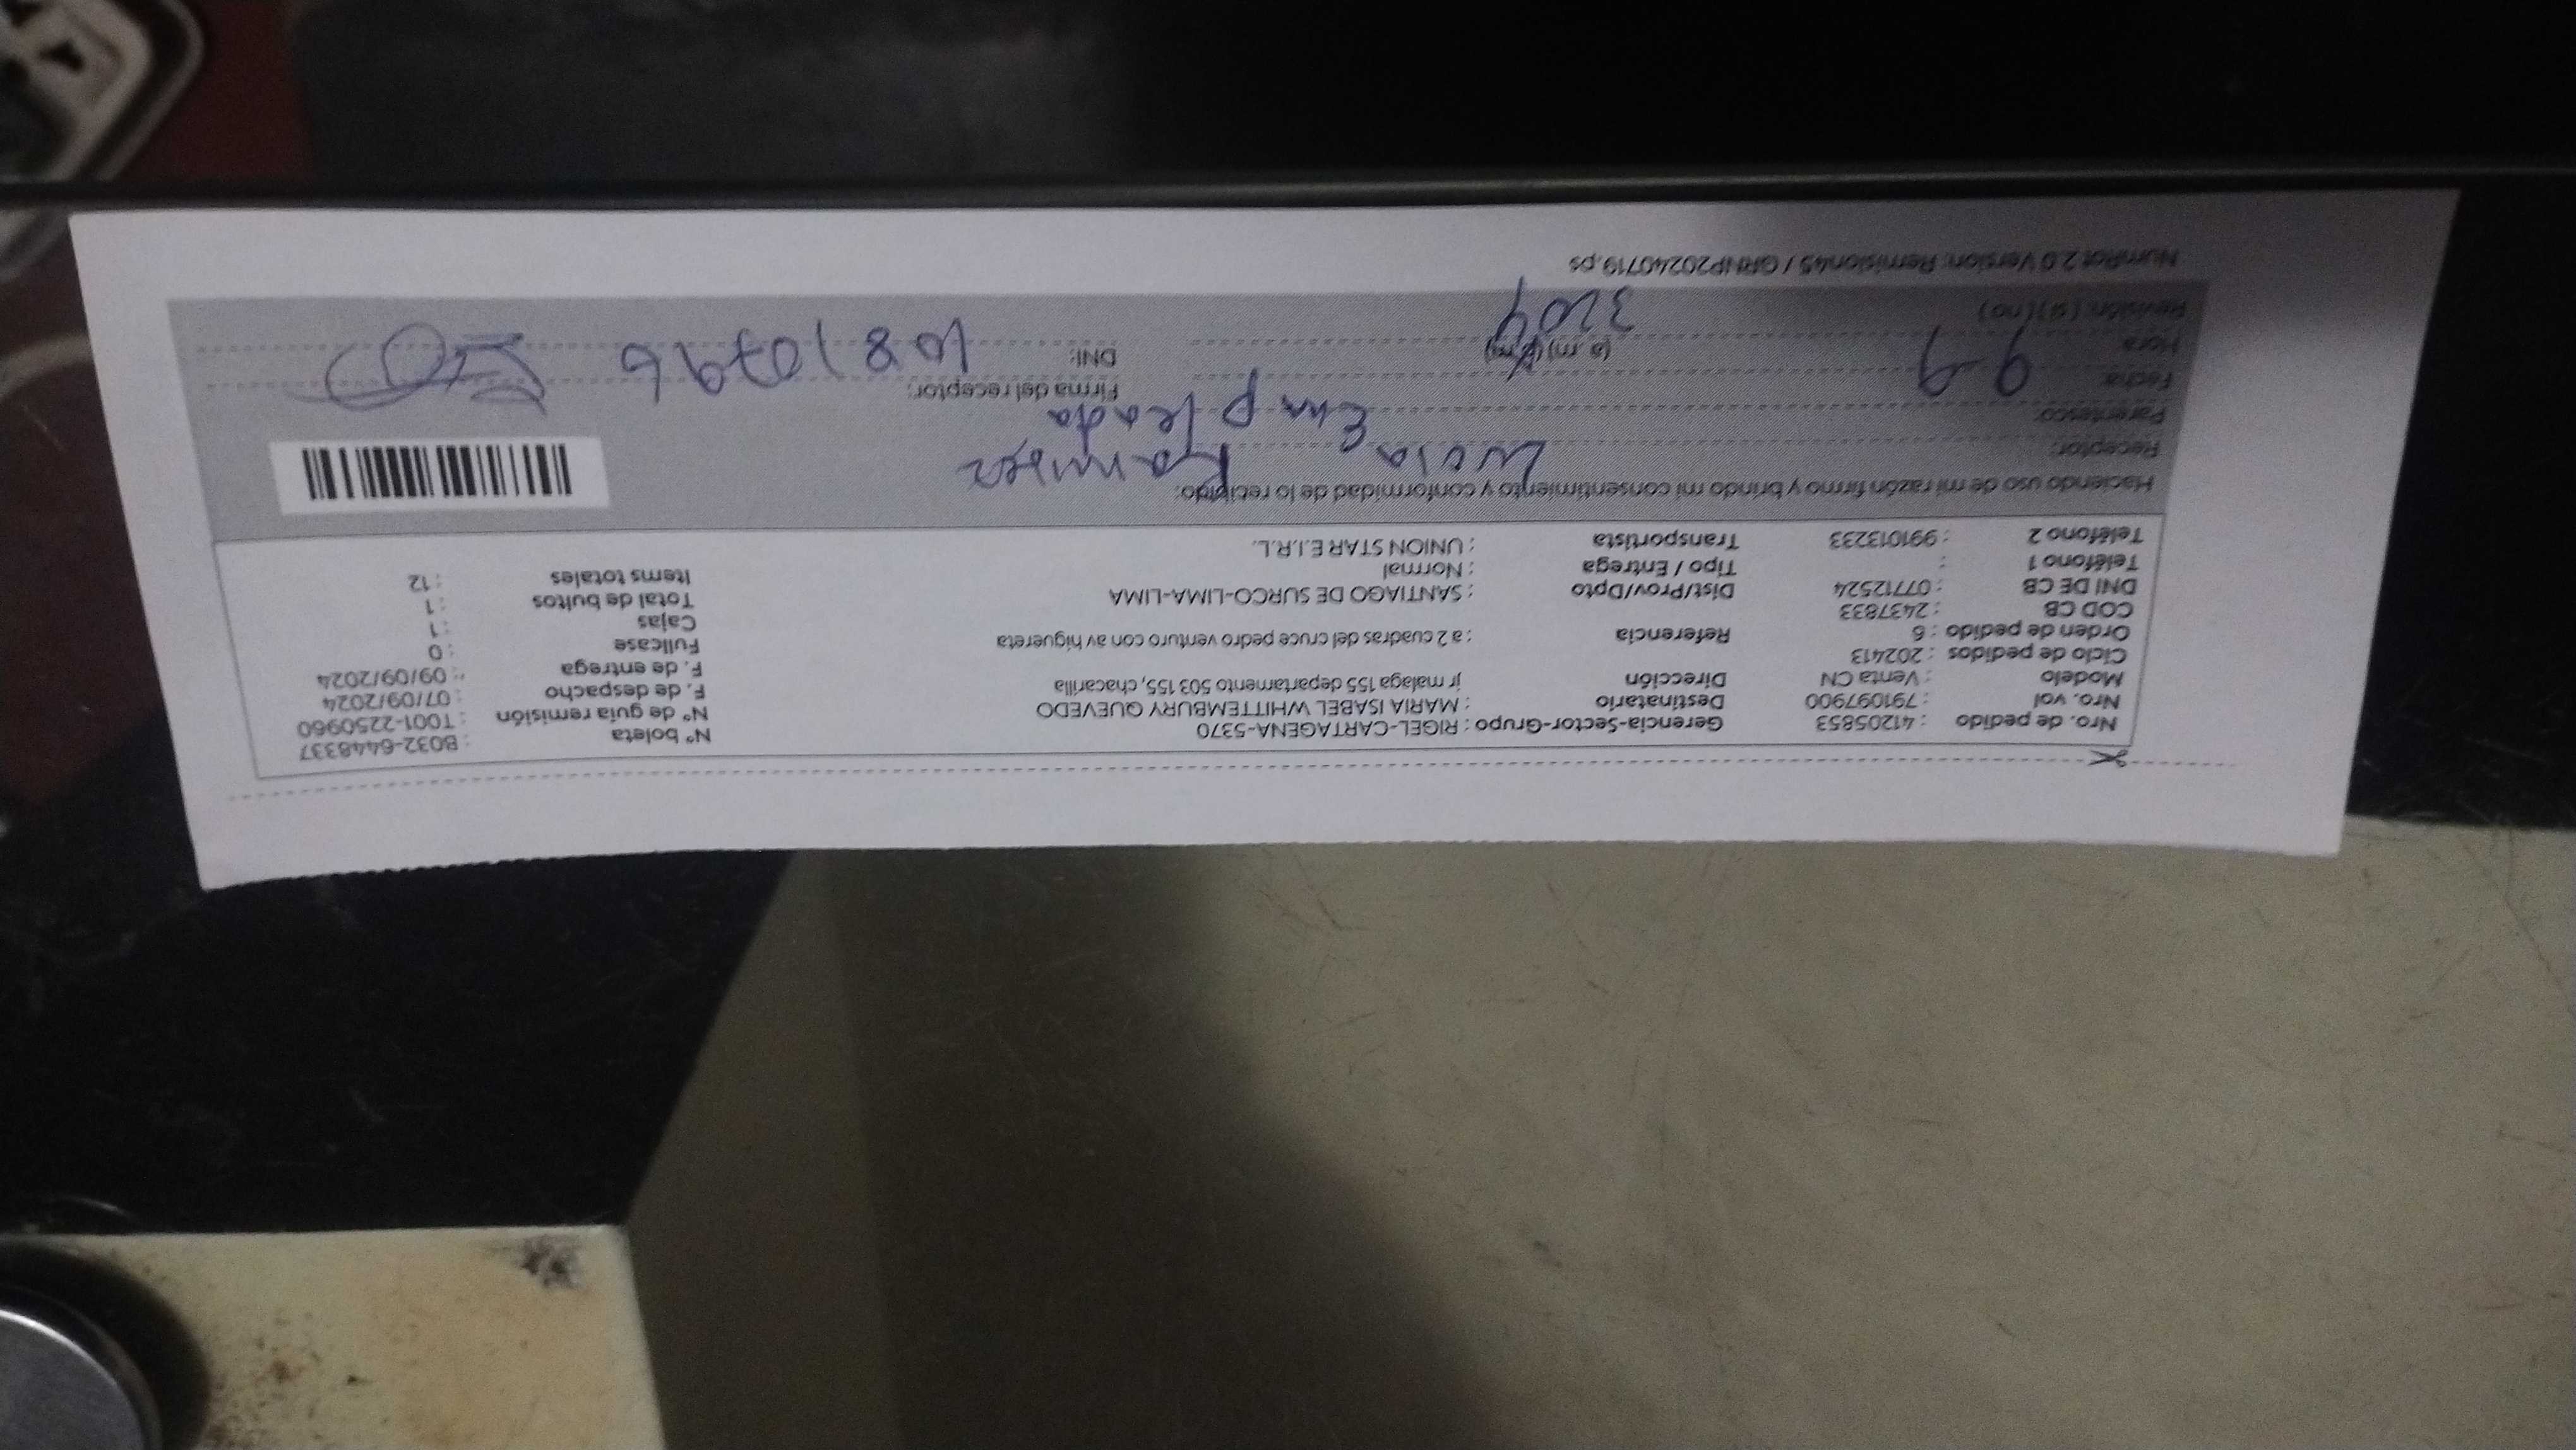 Nro. de pedido : 41205853 Gerencia-Sector-Grupo : RIGEL-CARTAGENA-5370 N° boleta : B032-6448337
Nro. vol : 791097900 Destinatario : MARIA ISABEL WHITTEMBURY QUEVEDO N° de guía remisión : T001-2250960
Modelo : Venta CN Dirección jr malaga 155 departamento 503 155, chacarilla F. de despacho : 07/09/2024
Ciclo de pedidos : 202413 F. de entrega : 09/09/2024
Orden de pedido : 6 Referencia : a 2 cuadras del cruce pedro venturo con av higuereta Fullcase : 0
COD CB : 2437833 Cajas : 1
DNI DE CB : 07712524 Dist/Prov/Dpto : SANTIAGO DE SURCO-LIMA-LIMA Total de bultos : 1
Teléfono 1 : Tipo / Entrega : Normal Items totales : 12
Teléfono 2 : 991013233 Transportista : UNION STAR E.I.R.L.
Haciendo uso de mi razón firmo y brindo mi consentimiento y conformidad de lo recibido:
Receptor: Lucia Ramirez
Parentesco: Empleada
Fecha: 9-9 Firma del receptor:
Hora (a .m) (p.m) DNI: 10810796
Revisión: ( si ) ( no )
NumRot 2.0 Version: Remision45 / GRNP20240719.ps